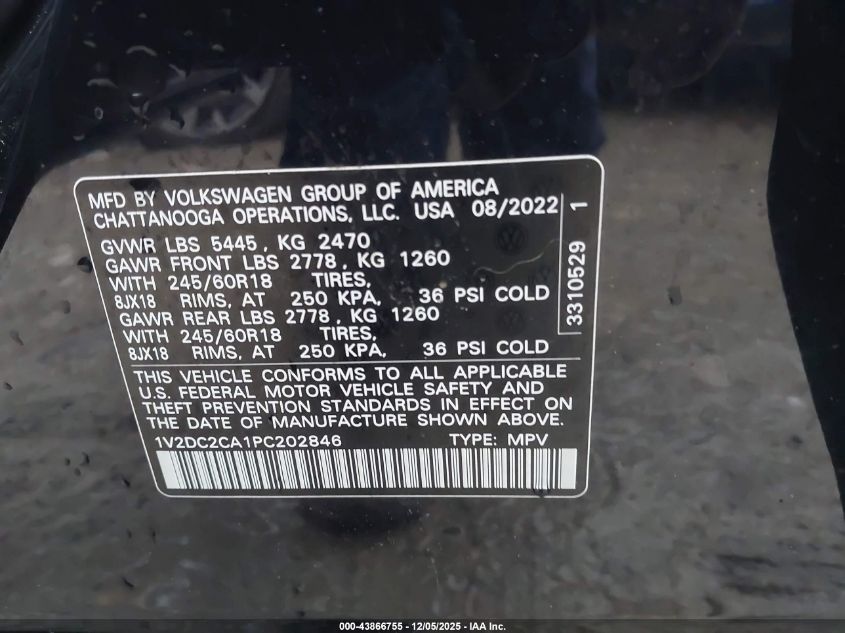 MFD BY VOLKSWAGEN GROUP OF AMERICA
CHATTANOOGA OPERATIONS, LLC. USA 08/2022
GVWR LBS 5445, KG 2470
GAWR FRONT LBS 2778, KG 1260
WITH 245/60R18 TIRES,
8JX18 RIMS, AT 250 KPA, 36 PSI COLD
GAWR REAR LBS 2778, KG 1260
WITH 245/60R18 TIRES,
8JX18 RIMS, AT 250 KPA, 36 PSI COLD
3310529 1
THIS VEHICLE CONFORMS TO ALL APPLICABLE
U.S. FEDERAL MOTOR VEHICLE SAFETY AND
THEFT PREVENTION STANDARDS IN EFFECT ON
THE DATE OF MANUFACTURE SHOWN ABOVE.
1V2DC2CA1PC202846 TYPE: MPV
000-43866755 - 12/05/2025 - IAA Inc.